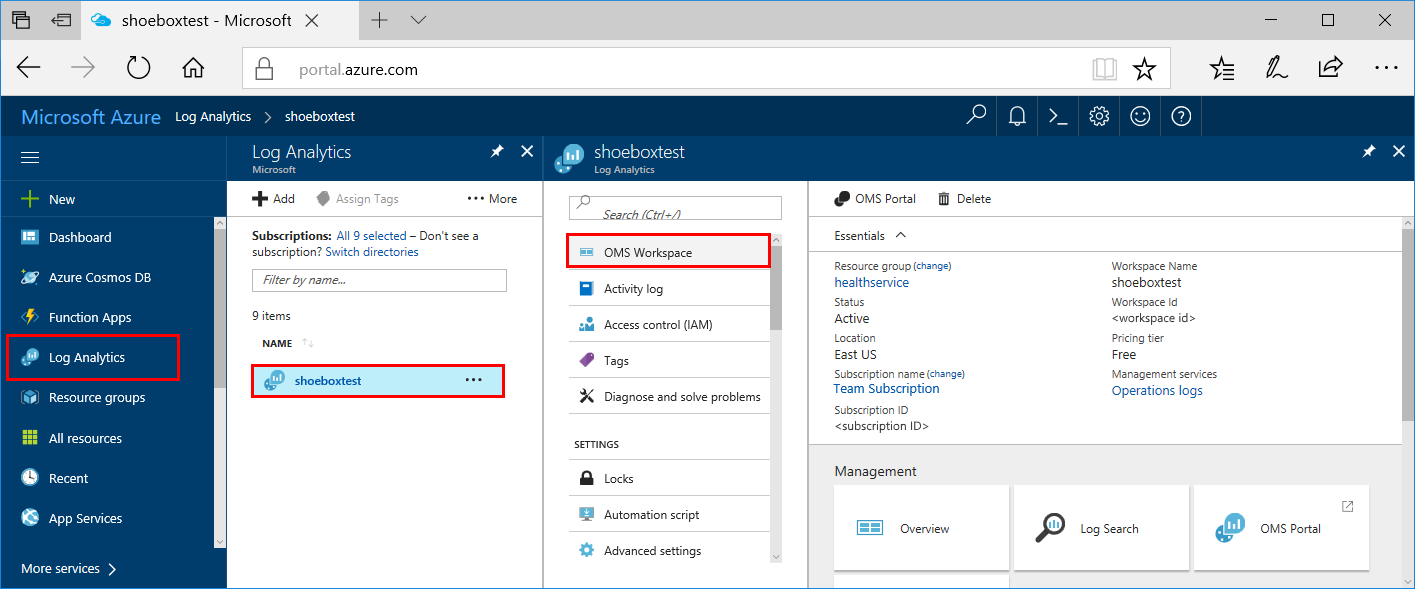 shoeboxtest - Microsoft
portal.azure.com
Microsoft Azure Log Analytics > shoeboxtest
New
Dashboard
Azure Cosmos DB
Function Apps
Log Analytics
Resource groups
All resources
Recent
App Services
More services >
Log Analytics
Microsoft
Add Assign Tags ••• More
Subscriptions: All 9 selected – Don't see a
subscription? Switch directories
Filter by name...
9 items
NAME
shoeboxtest •••
shoeboxtest
Log Analytics
Search (Ctrl+/)
OMS Workspace
Activity log
Access control (IAM)
Tags
Diagnose and solve problems
SETTINGS
Locks
Automation script
Advanced settings
OMS Portal Delete
Essentials
Resource group (change)
healthservice
Status
Active
Location
East US
Subscription name (change)
Team Subscription
Subscription ID
<subscription ID>
Workspace Name
shoeboxtest
Workspace Id
<workspace id>
Pricing tier
Free
Management services
Operations logs
Management
Overview
Log Search
OMS Portal